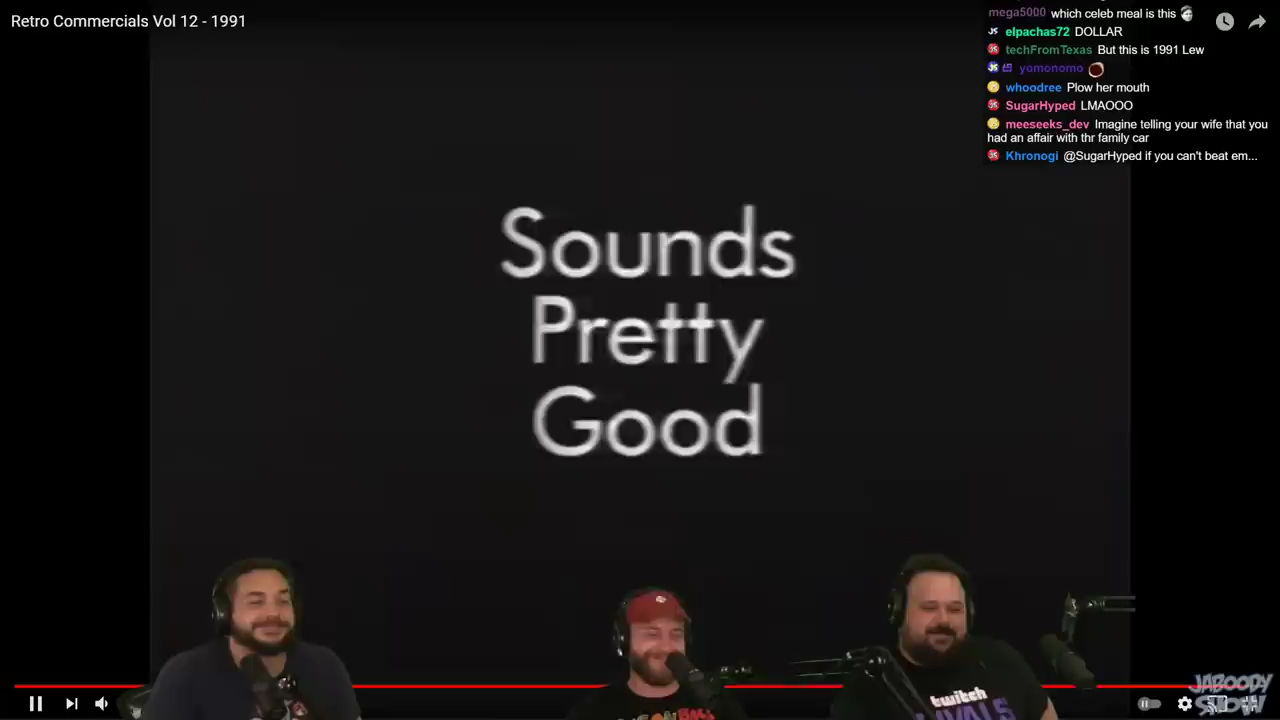 Retro Commercials Vol 12 - 1991
mega5000 which celeb meal is this
elpachas72 DOLLAR
techFromTexas But this is 1991 Lew
yomonomo
whoodree Plow her mouth
SugarHyped LMAOOO
meeseeks_dev Imagine telling your wife that you
had an affair with thr family car
Khronogi @SugarHyped if you can't beat em...
Sounds
Pretty
Good
twitch
RIVALS
JABOODY
SHOW